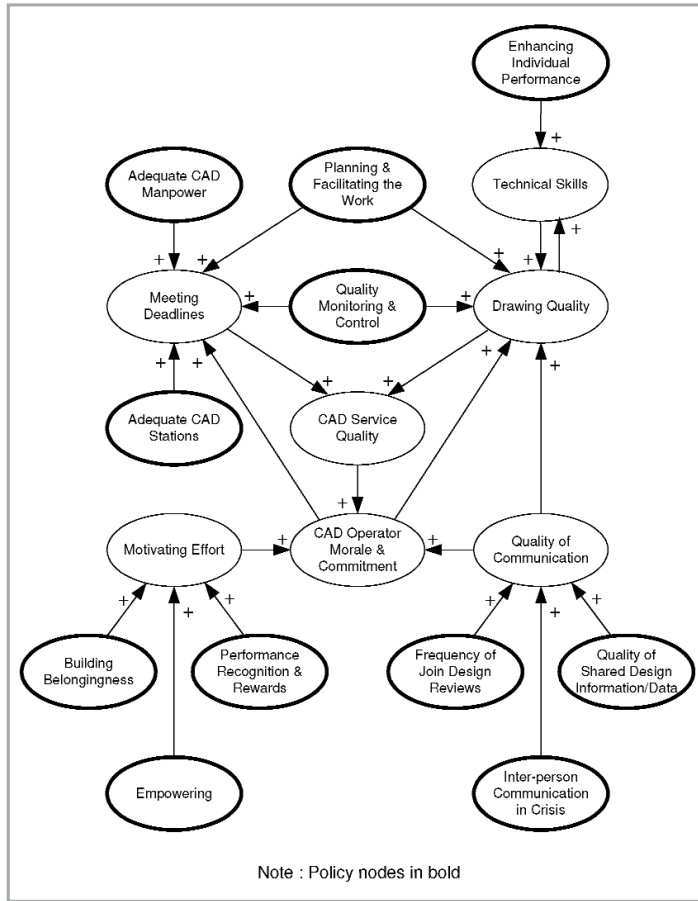 Enhancing
Individual
Performance
+
Adequate CAD
Manpower
Planning &
Facilitating the
Work
Technical Skills
+
+
+
+
+
+
Meeting
Deadlines
+
Quality
Monitoring &
Control
+
Drawing Quality
+
+
+
+
+
+
Adequate CAD
Stations
CAD Service
Quality
+
Motivating Effort
+
CAD Operator
Morale &
Commitment
+
Quality of
Communication
+
+
+
+
+
+
Building
Belongingness
Performance
Recognition &
Rewards
Frequency of
Join Design
Reviews
Quality of
Shared Design
Information/Data
Empowering
Inter-person
Communication
in Crisis
Note : Policy nodes in bold